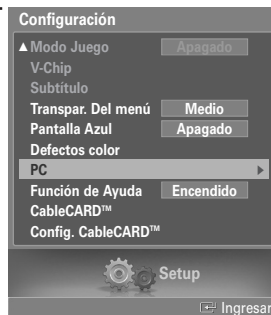 Configuración
▲ Modo Juego Apagado
V-Chip
Subtítulo
Transpar. Del menú Medio
Pantalla Azul Apagado
Defectos color
PC
Función de Ayuda Encendido
CableCARD™
Config. CableCARD™
Setup
Ingresar